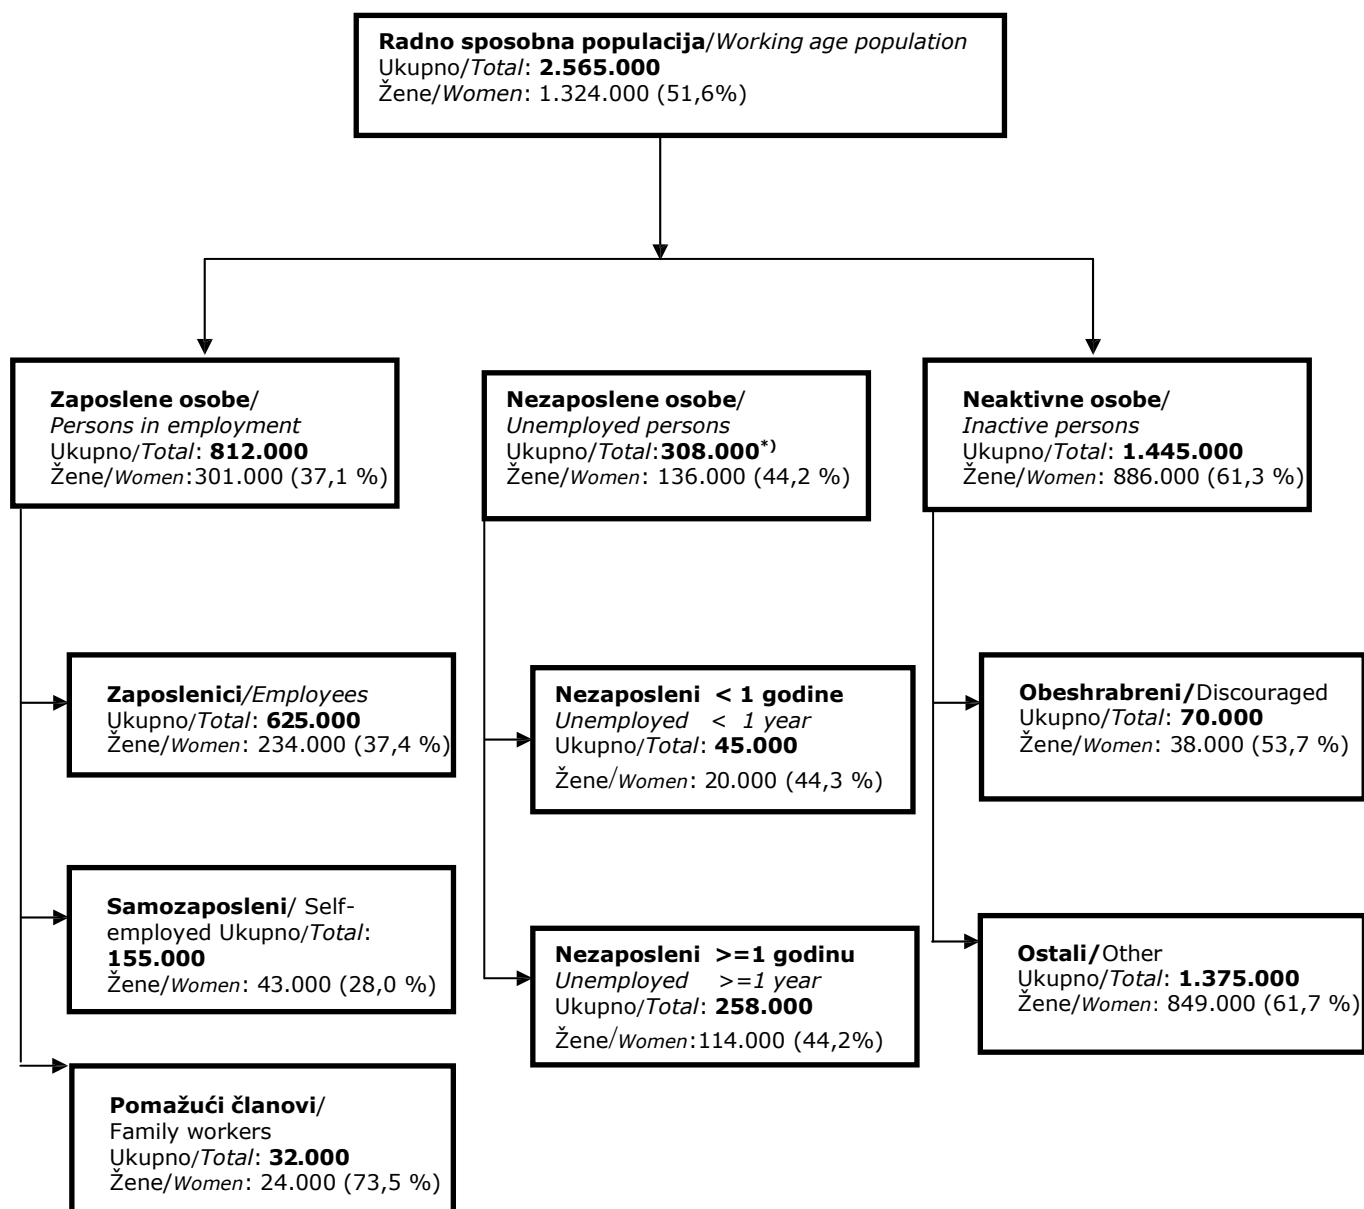 Radno sposobna populacija/Working age population
Ukupno/Total: 2.565.000
Žene/Women: 1.324.000 (51,6%)
Zaposlene osobe/
Persons in employment
Ukupno/Total: 812.000
Žene/Women:301.000 (37,1 %)
Nezaposlene osobe/
Unemployed persons
Ukupno/Total:308.000*)
Žene/Women: 136.000 (44,2 %)
Neaktivne osobe/
Inactive persons
Ukupno/Total: 1.445.000
Žene/Women: 886.000 (61,3 %)
Zaposlenici/Employees
Ukupno/Total: 625.000
Žene/Women: 234.000 (37,4 %)
Nezaposleni < 1 godine
Unemployed < 1 year
Ukupno/Total: 45.000
Žene/Women: 20.000 (44,3 %)
Obeshrabreni/Discouraged
Ukupno/Total: 70.000
Žene/Women: 38.000 (53,7 %)
Samozaposleni/ Self-
employed Ukupno/Total:
155.000
Žene/Women: 43.000 (28,0 %)
Nezaposleni >=1 godinu
Unemployed >=1 year
Ukupno/Total: 258.000
Žene/Women:114.000 (44,2%)
Ostali/Other
Ukupno/Total: 1.375.000
Žene/Women: 849.000 (61,7 %)
Pomažući članovi/
Family workers
Ukupno/Total: 32.000
Žene/Women: 24.000 (73,5 %)